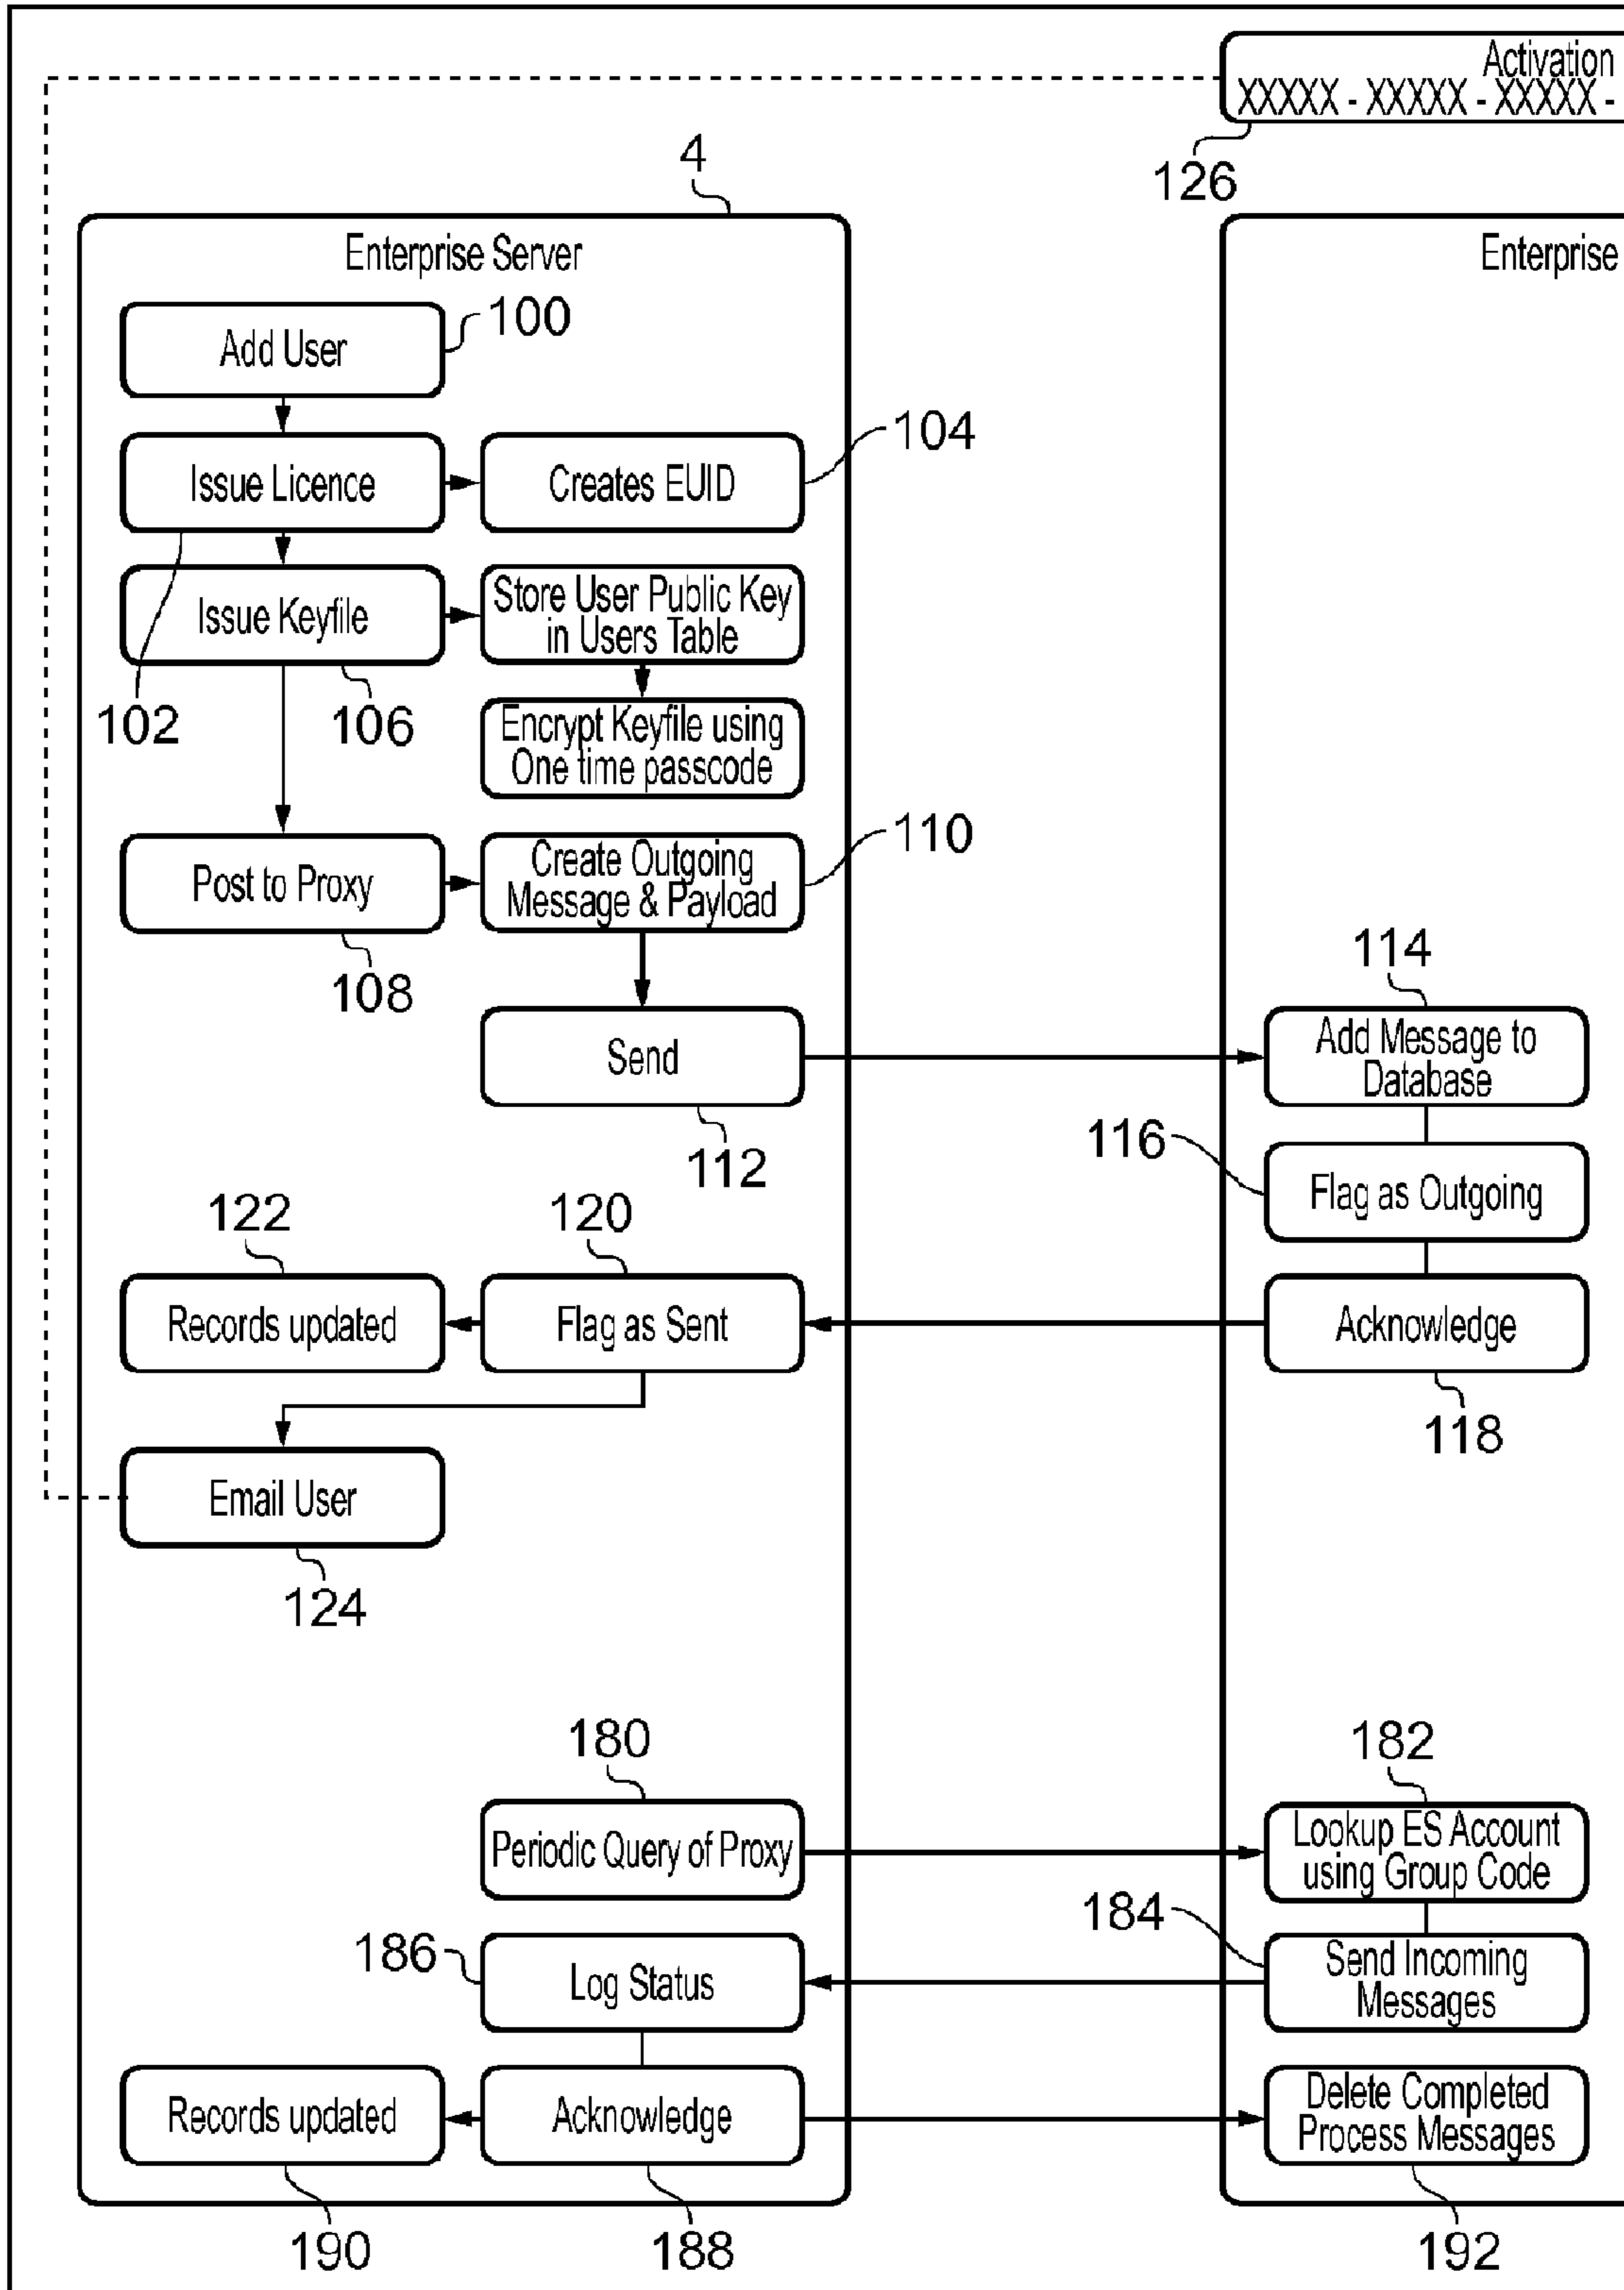 Activation
XXXXX - XXXXX - XXXXX -
126
4
Enterprise Server
Enterprise
Add User
100
Issue Licence
Creates EUID
104
Issue Keyfile
Store User Public Key
in Users Table
102
106
Encrypt Keyfile using
One time passcode
Post to Proxy
Create Outgoing
Message & Payload
110
108
114
Send
Add Message to
Database
112
116
Flag as Outgoing
122
120
Records updated
Flag as Sent
Acknowledge
118
Email User
124
180
182
Periodic Query of Proxy
Lookup ES Account
using Group Code
184
186
Log Status
Send Incoming
Messages
Records updated
Acknowledge
Delete Completed
Process Messages
190
188
192